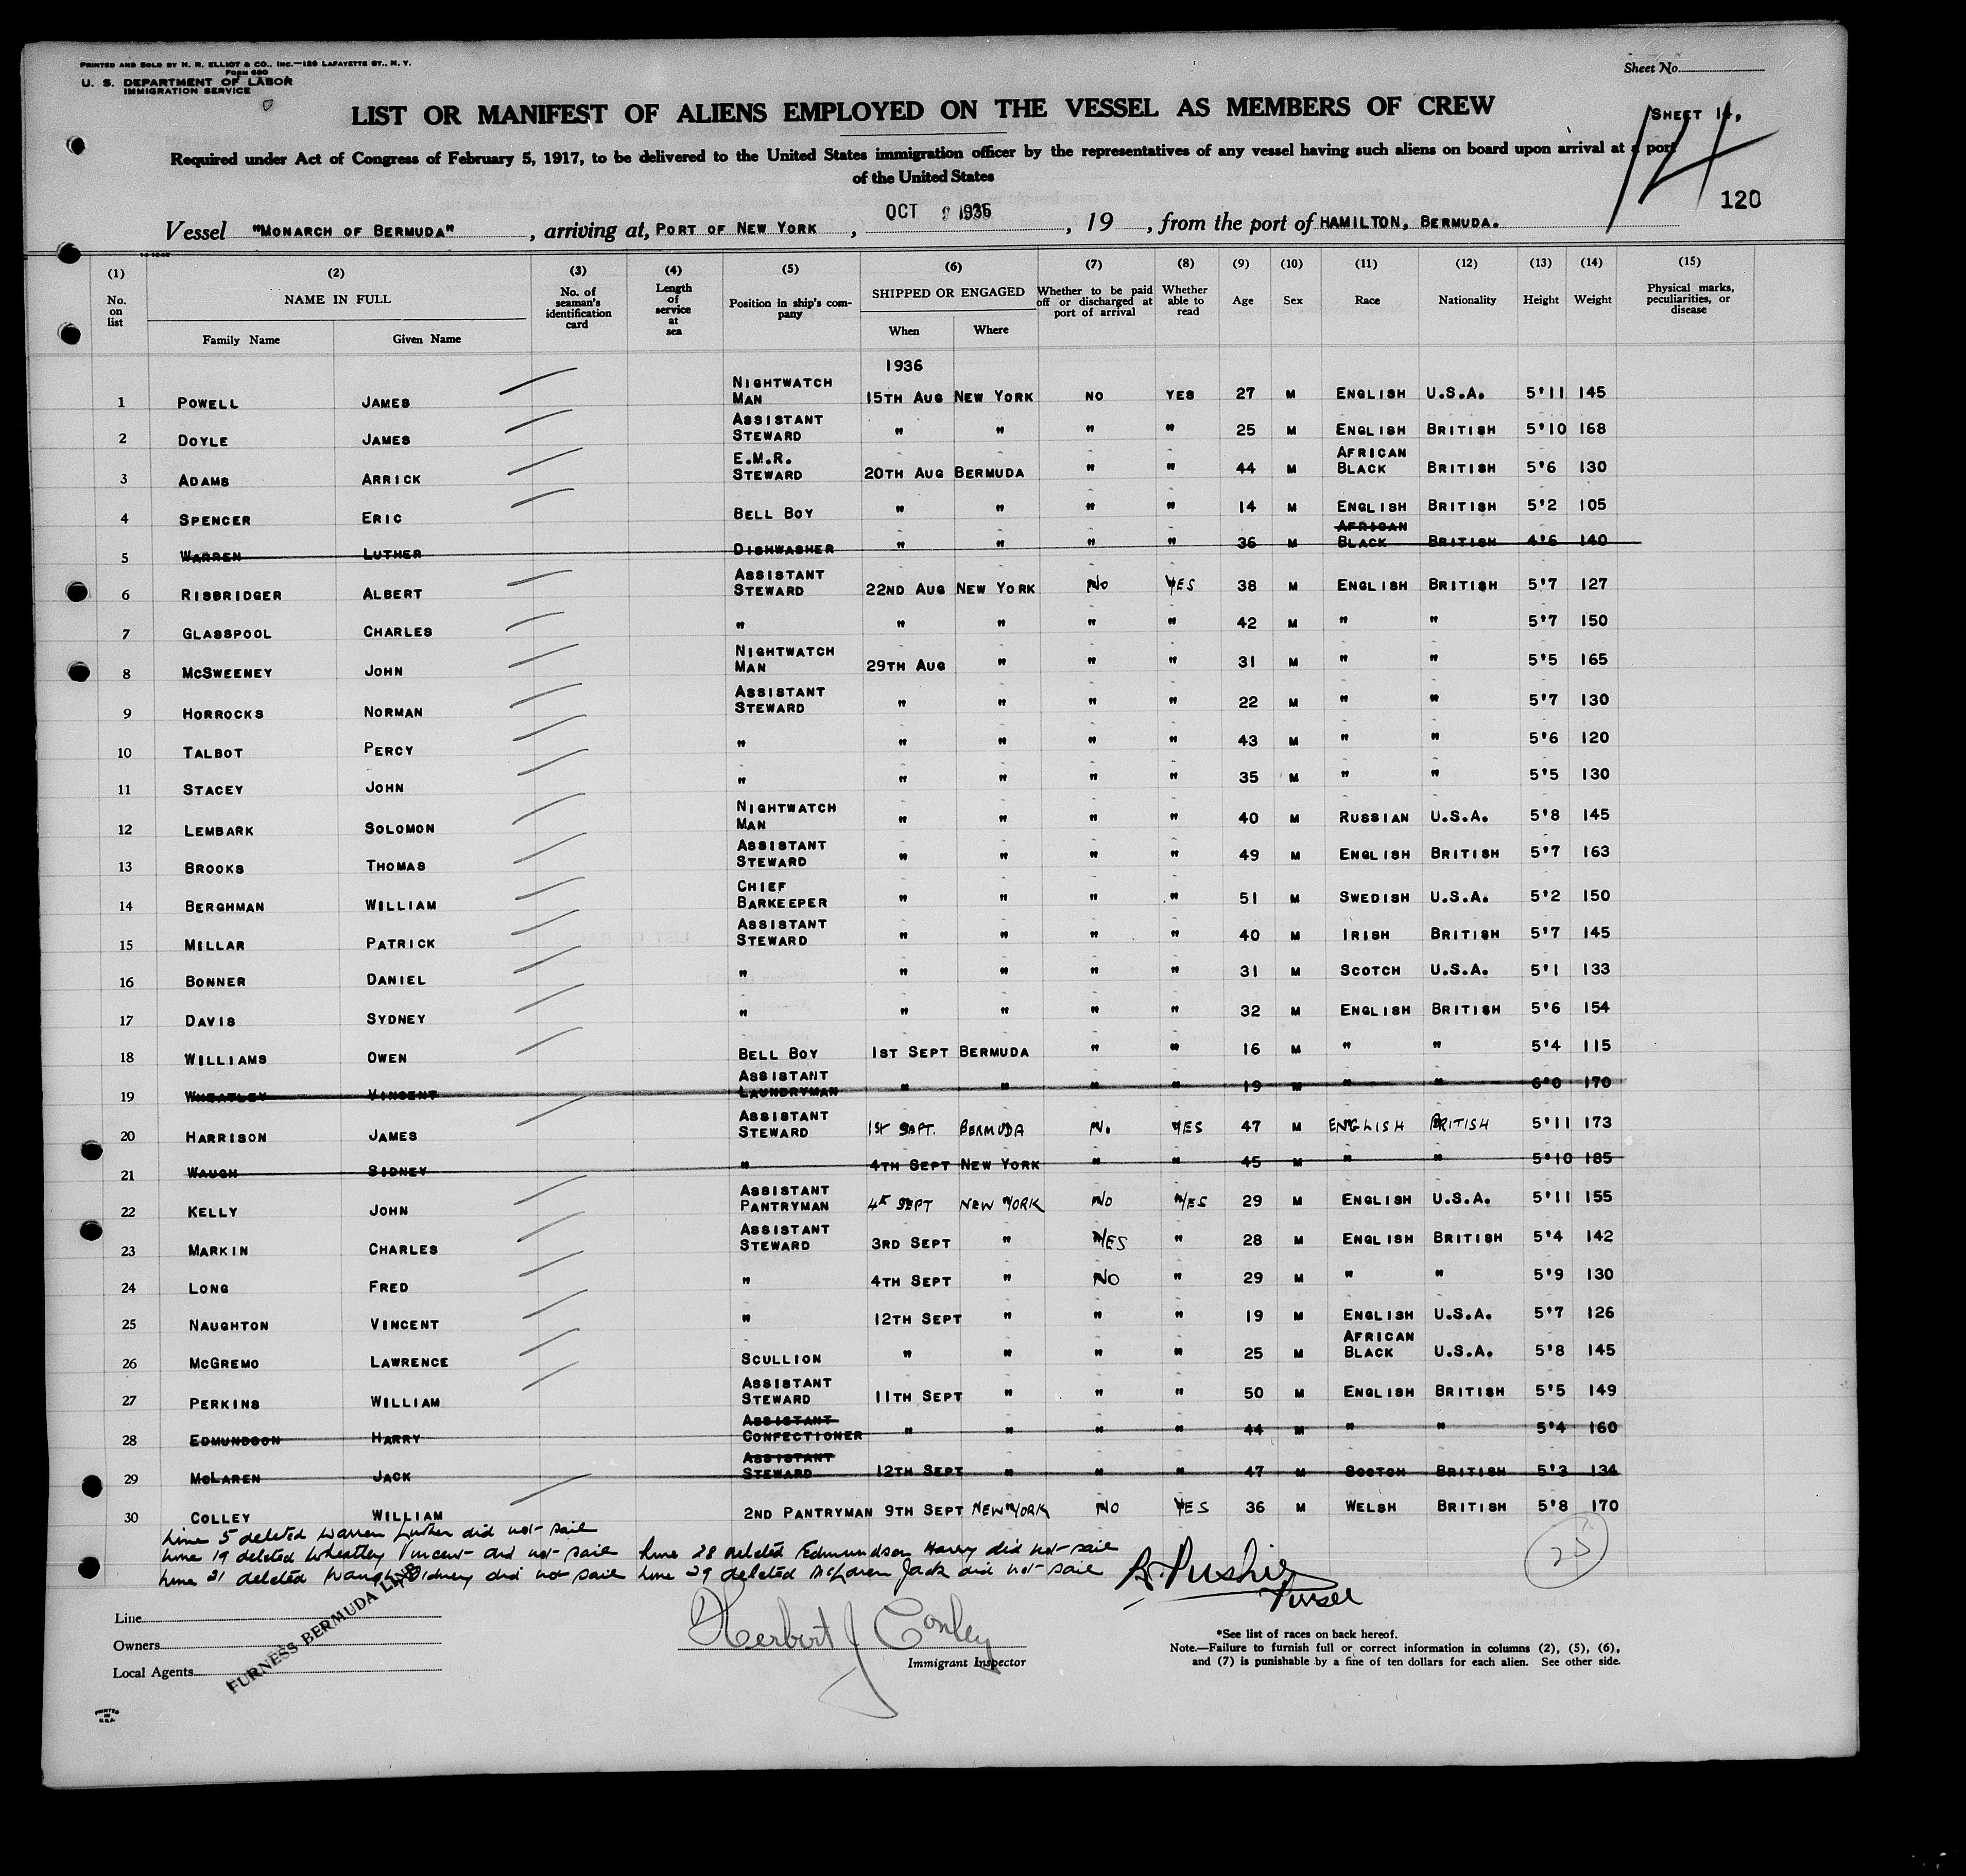 PRINTED AND SOLD BY H. R. ELLIOT & CO., INC.—129 LAFAYETTE ST., N. Y.
FORM 680
U. S. DEPARTMENT OF LABOR
IMMIGRATION SERVICE
Sheet No.
LIST OR MANIFEST OF ALIENS EMPLOYED ON THE VESSEL AS MEMBERS OF CREW
SHEET 14,
14
Required under Act of Congress of February 5, 1917, to be delivered to the United States immigration officer by the representatives of any vessel having such aliens on board upon arrival at a port
of the United States
120
Vessel "MONARCH OF BERMUDA", arriving at, PORT OF NEW YORK, OCT 9 1936, 19 , from the port of HAMILTON, BERMUDA.
(1) (2) (3) (4) (5) (6) (7) (8) (9) (10) (11) (12) (13) (14) (15)
No. on list NAME IN FULL No. of seaman's identification card Length of service at sea Position in ship's company SHIPPED OR ENGAGED Whether to be paid off or discharged at port of arrival Whether able to read Age Sex Race Nationality Height Weight Physical marks, peculiarities, or disease
Family Name Given Name When Where
1936
1 POWELL JAMES NIGHTWATCH MAN 15TH AUG NEW YORK NO YES 27 M ENGLISH U.S.A. 5'11 145
2 DOYLE JAMES ASSISTANT STEWARD " " " " 25 M ENGLISH BRITISH 5'10 168
3 ADAMS ARRICK E.M.R. STEWARD 20TH AUG BERMUDA " " 44 M AFRICAN BLACK BRITISH 5'6 130
4 SPENCER ERIC BELL BOY " " " " 14 M ENGLISH BRITISH 5'2 105
5 WARREN LUTHER DISHWASHER " " " " 36 M AFRICAN BLACK BRITISH 4'6 140
6 RISBRIDGER ALBERT ASSISTANT STEWARD 22ND AUG NEW YORK NO YES 38 M ENGLISH BRITISH 5'7 127
7 GLASSPOOL CHARLES " " " " " 42 M " " 5'7 150
8 MCSWEENEY JOHN NIGHTWATCH MAN 29TH AUG " " " 31 M " " 5'5 165
9 HORROCKS NORMAN ASSISTANT STEWARD " " " " 22 M " " 5'7 130
10 TALBOT PERCY " " " " " 43 M " " 5'6 120
11 STACEY JOHN " " " " " 35 M " " 5'5 130
12 LEMBARK SOLOMON NIGHTWATCH MAN " " " " 40 M RUSSIAN U.S.A. 5'8 145
13 BROOKS THOMAS ASSISTANT STEWARD " " " " 49 M ENGLISH BRITISH 5'7 163
14 BERGHMAN WILLIAM CHIEF BARKEEPER " " " " 51 M SWEDISH U.S.A. 5'2 150
15 MILLAR PATRICK ASSISTANT STEWARD " " " " 40 M IRISH BRITISH 5'7 145
16 BONNER DANIEL " " " " " 31 M SCOTCH U.S.A. 5'1 133
17 DAVIS SYDNEY " " " " " 32 M ENGLISH BRITISH 5'6 154
18 WILLIAMS OWEN BELL BOY 1ST SEPT BERMUDA " " 16 M " " 5'4 115
19 WHEATLEY VINCENT ASSISTANT LAUNDRYMAN " " " " 19 M " " 6'0 170
20 HARRISON JAMES ASSISTANT STEWARD 1ST SEPT. BERMUDA NO YES 47 M ENGLISH BRITISH 5'11 173
21 WAUGH SIDNEY " 4TH SEPT NEW YORK " " 45 M " " 5'10 185
22 KELLY JOHN ASSISTANT PANTRYMAN 4th SEPT NEW YORK NO YES 29 M ENGLISH U.S.A. 5'11 155
23 MARKIN CHARLES ASSISTANT STEWARD 3RD SEPT " YES " 28 M ENGLISH BRITISH 5'4 142
24 LONG FRED " 4TH SEPT " NO " 29 M " " 5'9 130
25 NAUGHTON VINCENT " 12TH SEPT " " " 19 M ENGLISH U.S.A. 5'7 126
26 MCGREMO LAWRENCE SCULLION " " " " 25 M AFRICAN BLACK U.S.A. 5'8 145
27 PERKINS WILLIAM ASSISTANT STEWARD 11TH SEPT " " " 50 M ENGLISH BRITISH 5'5 149
28 EDMUNDSON HARRY ASSISTANT CONFECTIONER " " " " 44 M " " 5'4 160
29 MCLAREN JACK ASSISTANT STEWARD 12TH SEPT " " " 47 M SCOTCH BRITISH 5'3 134
30 COLLEY WILLIAM 2ND PANTRYMAN 9TH SEPT NEW YORK NO YES 36 M WELSH BRITISH 5'8 170
Line 5 deleted Warren Luther did not sail
Line 19 deleted Wheatley Vincent did not sail Line 28 deleted Edmundson Harry did not sail
Line 21 deleted Waugh Sidney did not sail Line 29 deleted McLaren Jack did not sail
Purser
25
Line
Owners
Local Agents
FURNESS BERMUDA LINE
Herbert J Conley
Immigrant Inspector
*See list of races on back hereof.
Note.—Failure to furnish full or correct information in columns (2), (5), (6),
and (7) is punishable by a fine of ten dollars for each alien. See other side.
PRINTED
IN
U.S.A.